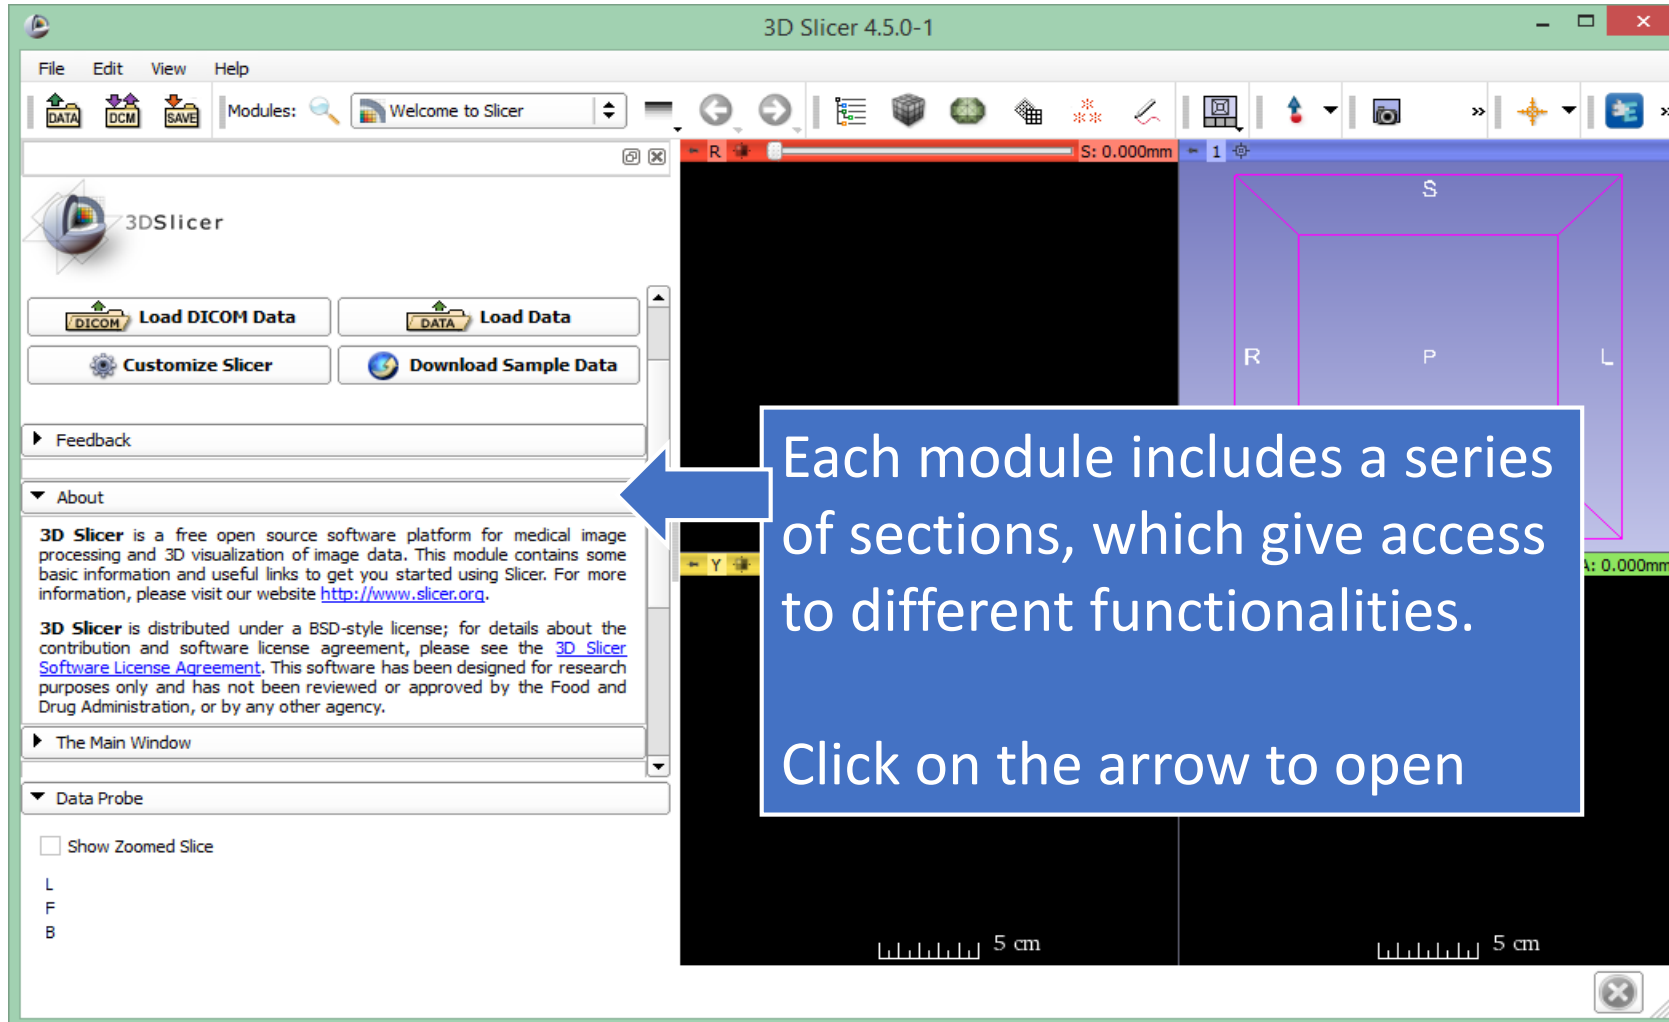 3D Slicer 4.5.0-1
File Edit View Help
DATA DCM SAVE Modules: Welcome to Slicer
R S: 0.000mm 1
3DSlicer
S
DICOM Load DICOM Data DATA Load Data
Customize Slicer Download Sample Data
R P L
Feedback
About
3D Slicer is a free open source software platform for medical image
processing and 3D visualization of image data. This module contains some
basic information and useful links to get you started using Slicer. For more
information, please visit our website http://www.slicer.org.
3D Slicer is distributed under a BSD-style license; for details about the
contribution and software license agreement, please see the 3D Slicer
Software License Agreement. This software has been designed for research
purposes only and has not been reviewed or approved by the Food and
Drug Administration, or by any other agency.
The Main Window
Data Probe
Show Zoomed Slice
L
F
B
Y A: 0.000mm
Each module includes a series
of sections, which give access
to different functionalities.
Click on the arrow to open
5 cm 5 cm